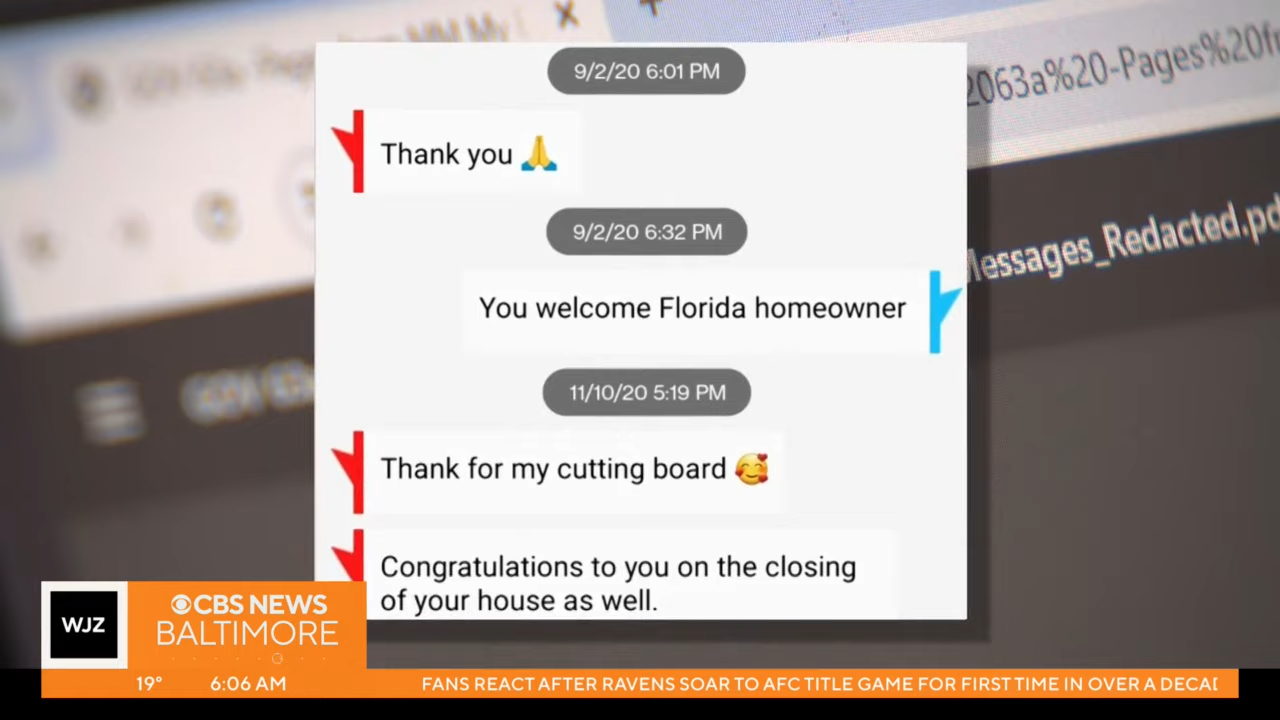 2063a%20-Pages%20f
9/2/20 6:01 PM
Thank you 🙏
9/2/20 6:32 PM
Messages_Redacted.pd
You welcome Florida homeowner
11/10/20 5:19 PM
Thank for my cutting board 🥰
Congratulations to you on the closing
of your house as well.
WJZ
CBS NEWS
BALTIMORE
19° 6:06 AM FANS REACT AFTER RAVENS SOAR TO AFC TITLE GAME FOR FIRST TIME IN OVER A DECA